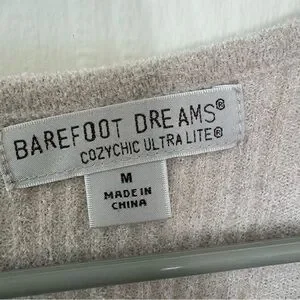 BAREFOOT DREAMS®
COZYCHIC ULTRA LITE®
M
MADE IN
CHINA